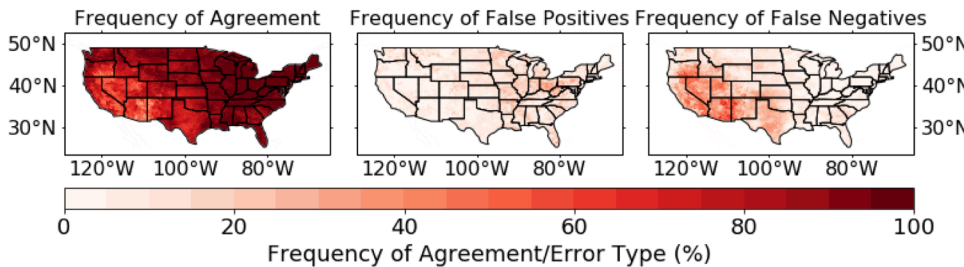 Frequency of Agreement
Frequency of False Positives
Frequency of False Negatives
50°N
40°N
30°N
50°N
40°N
30°N
120°W 100°W 80°W
120°W 100°W 80°W
120°W 100°W 80°W
0 20 40 60 80 100
Frequency of Agreement/Error Type (%)